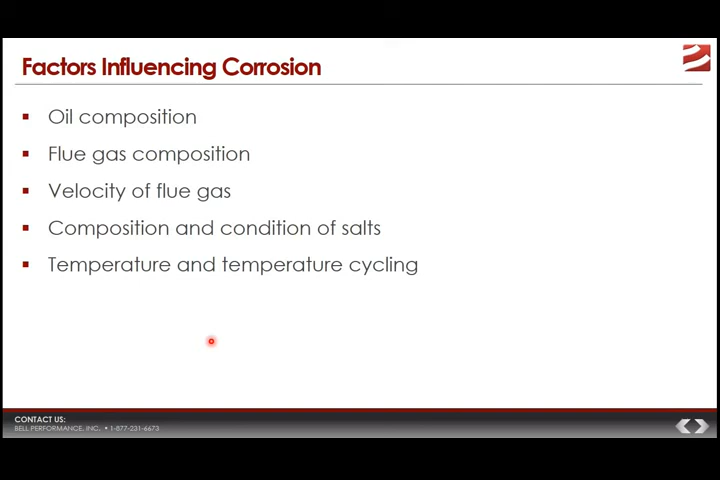 Factors Influencing Corrosion
Oil composition
Flue gas composition
Velocity of flue gas
Composition and condition of salts
Temperature and temperature cycling
CONTACT US:
BELL PERFORMANCE, INC. • 1-877-231-6673